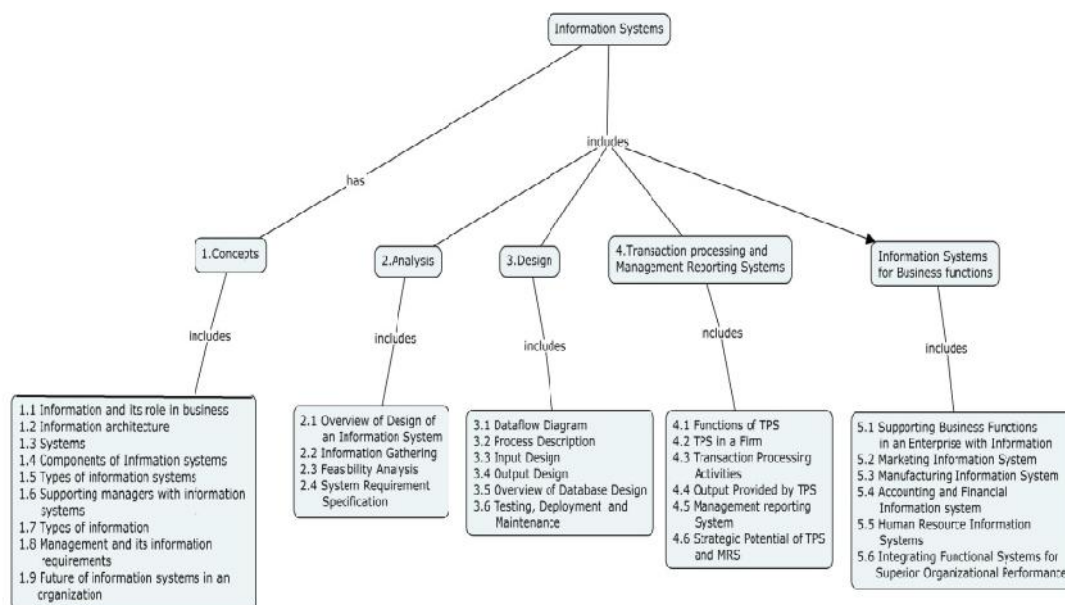 Information Systems
has
includes
1.Concepts
2.Analysis
3.Design
4.Transaction processing and
Management Reporting Systems
Information Systems
for Business functions
includes
includes
includes
ncludes
includes
1.1 Information and its role in business
1.2 Information architecture
1.3 Systems
1.4 Components of Infrmation systems
1.5 Types of information systems
1.6 Supporting managers with information
systems
1.7 Types of information
1.8 Management and its information
requirements
1.9 Future of information systems in an
organization
2.1 Overview of Design of
an Information System
2.2 Information Gathering
2.3 Feasibility Analysis
2.4 System Requirement
Specification
3.1 Dataflow Diagram
3.2 Process Description
3.3 Input Design
3.4 Output Design
3.5 Overview of Database Design
3.6 Testing, Deployment and
Maintenance
4.1 Functions of TPS
4.2 TPS in a Firm
4.3 Transaction Processing
Activities
4.4 Output Provided by TPS
4.5 Management reporting
System
4.6 Strategic Potential of TPS
and MRS
5.1 Supporting Business Functions
in an Enterprise with Information
5.2 Marketing Information System
5.3 Manufacturing Information System
5.4 Accounting and Financial
Information system
5.5 Human Resource Information
Systems
5.6 Integrating Functional Systems for
Superior Organizational Performance